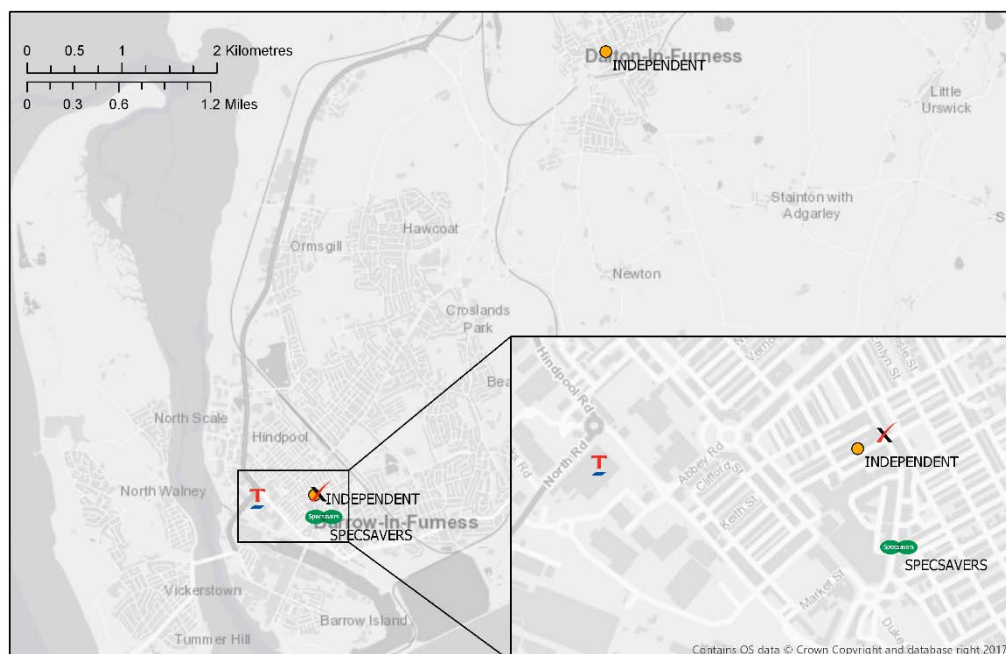 0 0.5 1 2 Kilometres
0 0.3 0.6 1.2 Miles
Dalton-In-Furness
INDEPENDENT
Little
Urswick
Stainton with
Adgarley
Hawcoat
Ormsgill
Newton
Croslands
Park
North Scale
Hindpool
North Walney
T
INDEPENDENT
Specsavers
Barrow-In-Furness
SPECSAVERS
Vickerstown
Barrow Island
Tummer Hill
Hindpool Rd
North Rd
T
Abbey Rd
Clifford St
Keith St
INDEPENDENT
Specsavers
SPECSAVERS
Market St
Contains OS data © Crown Copyright and database right 2017